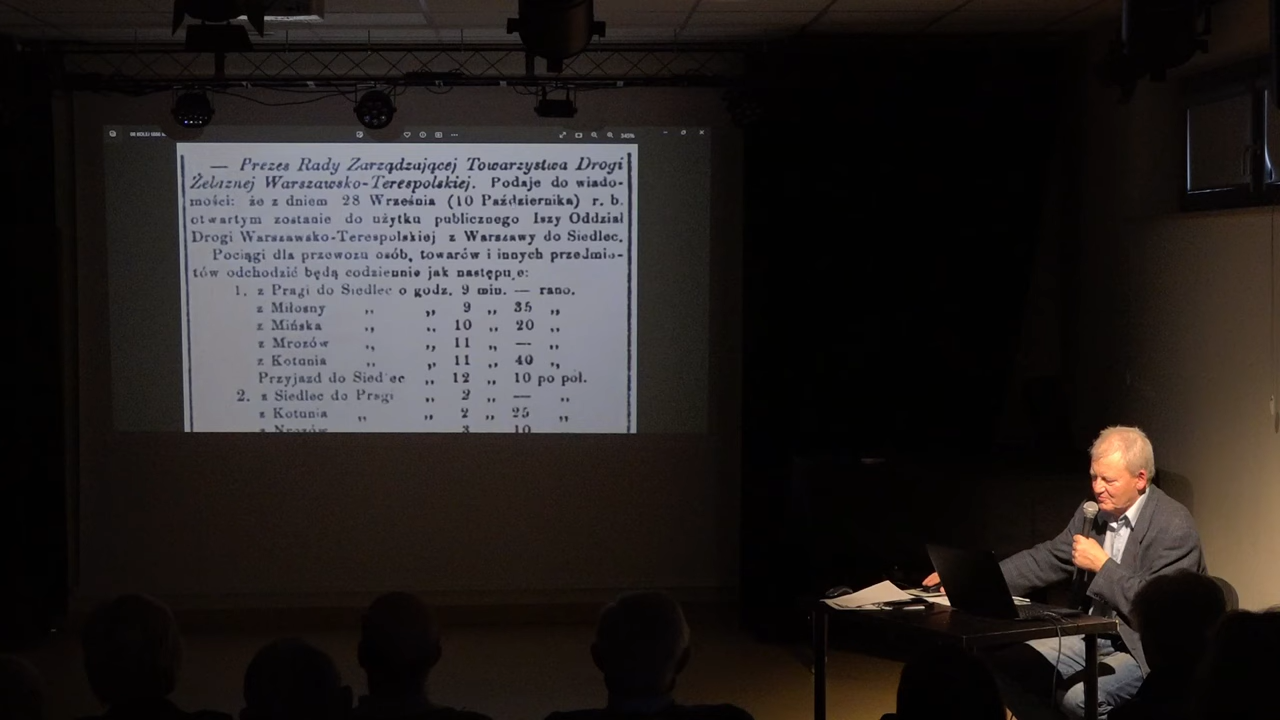 345%
— Prezes Rady Zarządzającej Towarzystwa Drogi
Żelaznej Warszawsko-Terespolskiej. Podaje do wiado-
mości: że z dniem 28 Września (10 Października) r. b.
otwartym zostanie do użytku publicznego Iszy Oddział
Drogi Warszawsko-Terespolskiej z Warszawy do Siedlec.
Pociągi dla przewozu osób, towarów i innych przedmio-
tów odchodzić będą codziennie jak następuje:
1. z Pragi do Siedlec o godz. 9 min. — rano.
z Miłosny „ „ 9 „ 35 „
z Mińska „ „ 10 „ 20 „
z Mrozów „ „ 11 „ — „
z Kotunia „ „ 11 „ 40 „
Przyjazd do Siedlec „ 12 „ 10 po poł.
2. z Siedlec do Pragi „ 2 „ — „
z Kotunia „ „ 2 „ 25 „
z Mrozów 3 10